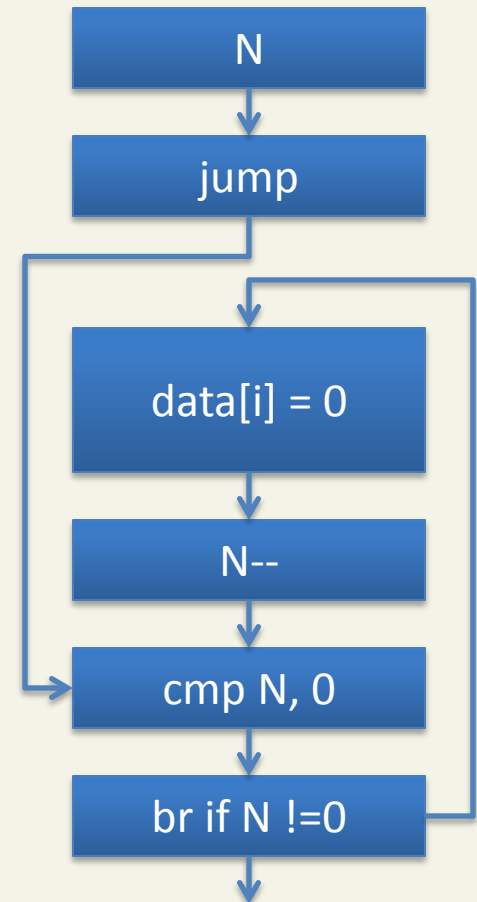 N
jump
data[i] = 0
N--
cmp N, 0
br if N !=0